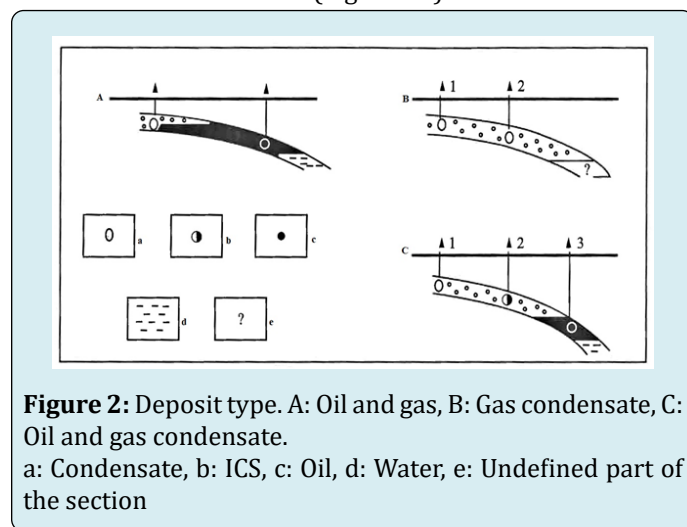 A
B
1
2
?
a
b
c
C
1
2
3
d
?
e
Figure 2: Deposit type. A: Oil and gas, B: Gas condensate, C:
Oil and gas condensate.
a: Condensate, b: ICS, c: Oil, d: Water, e: Undefined part of
the section